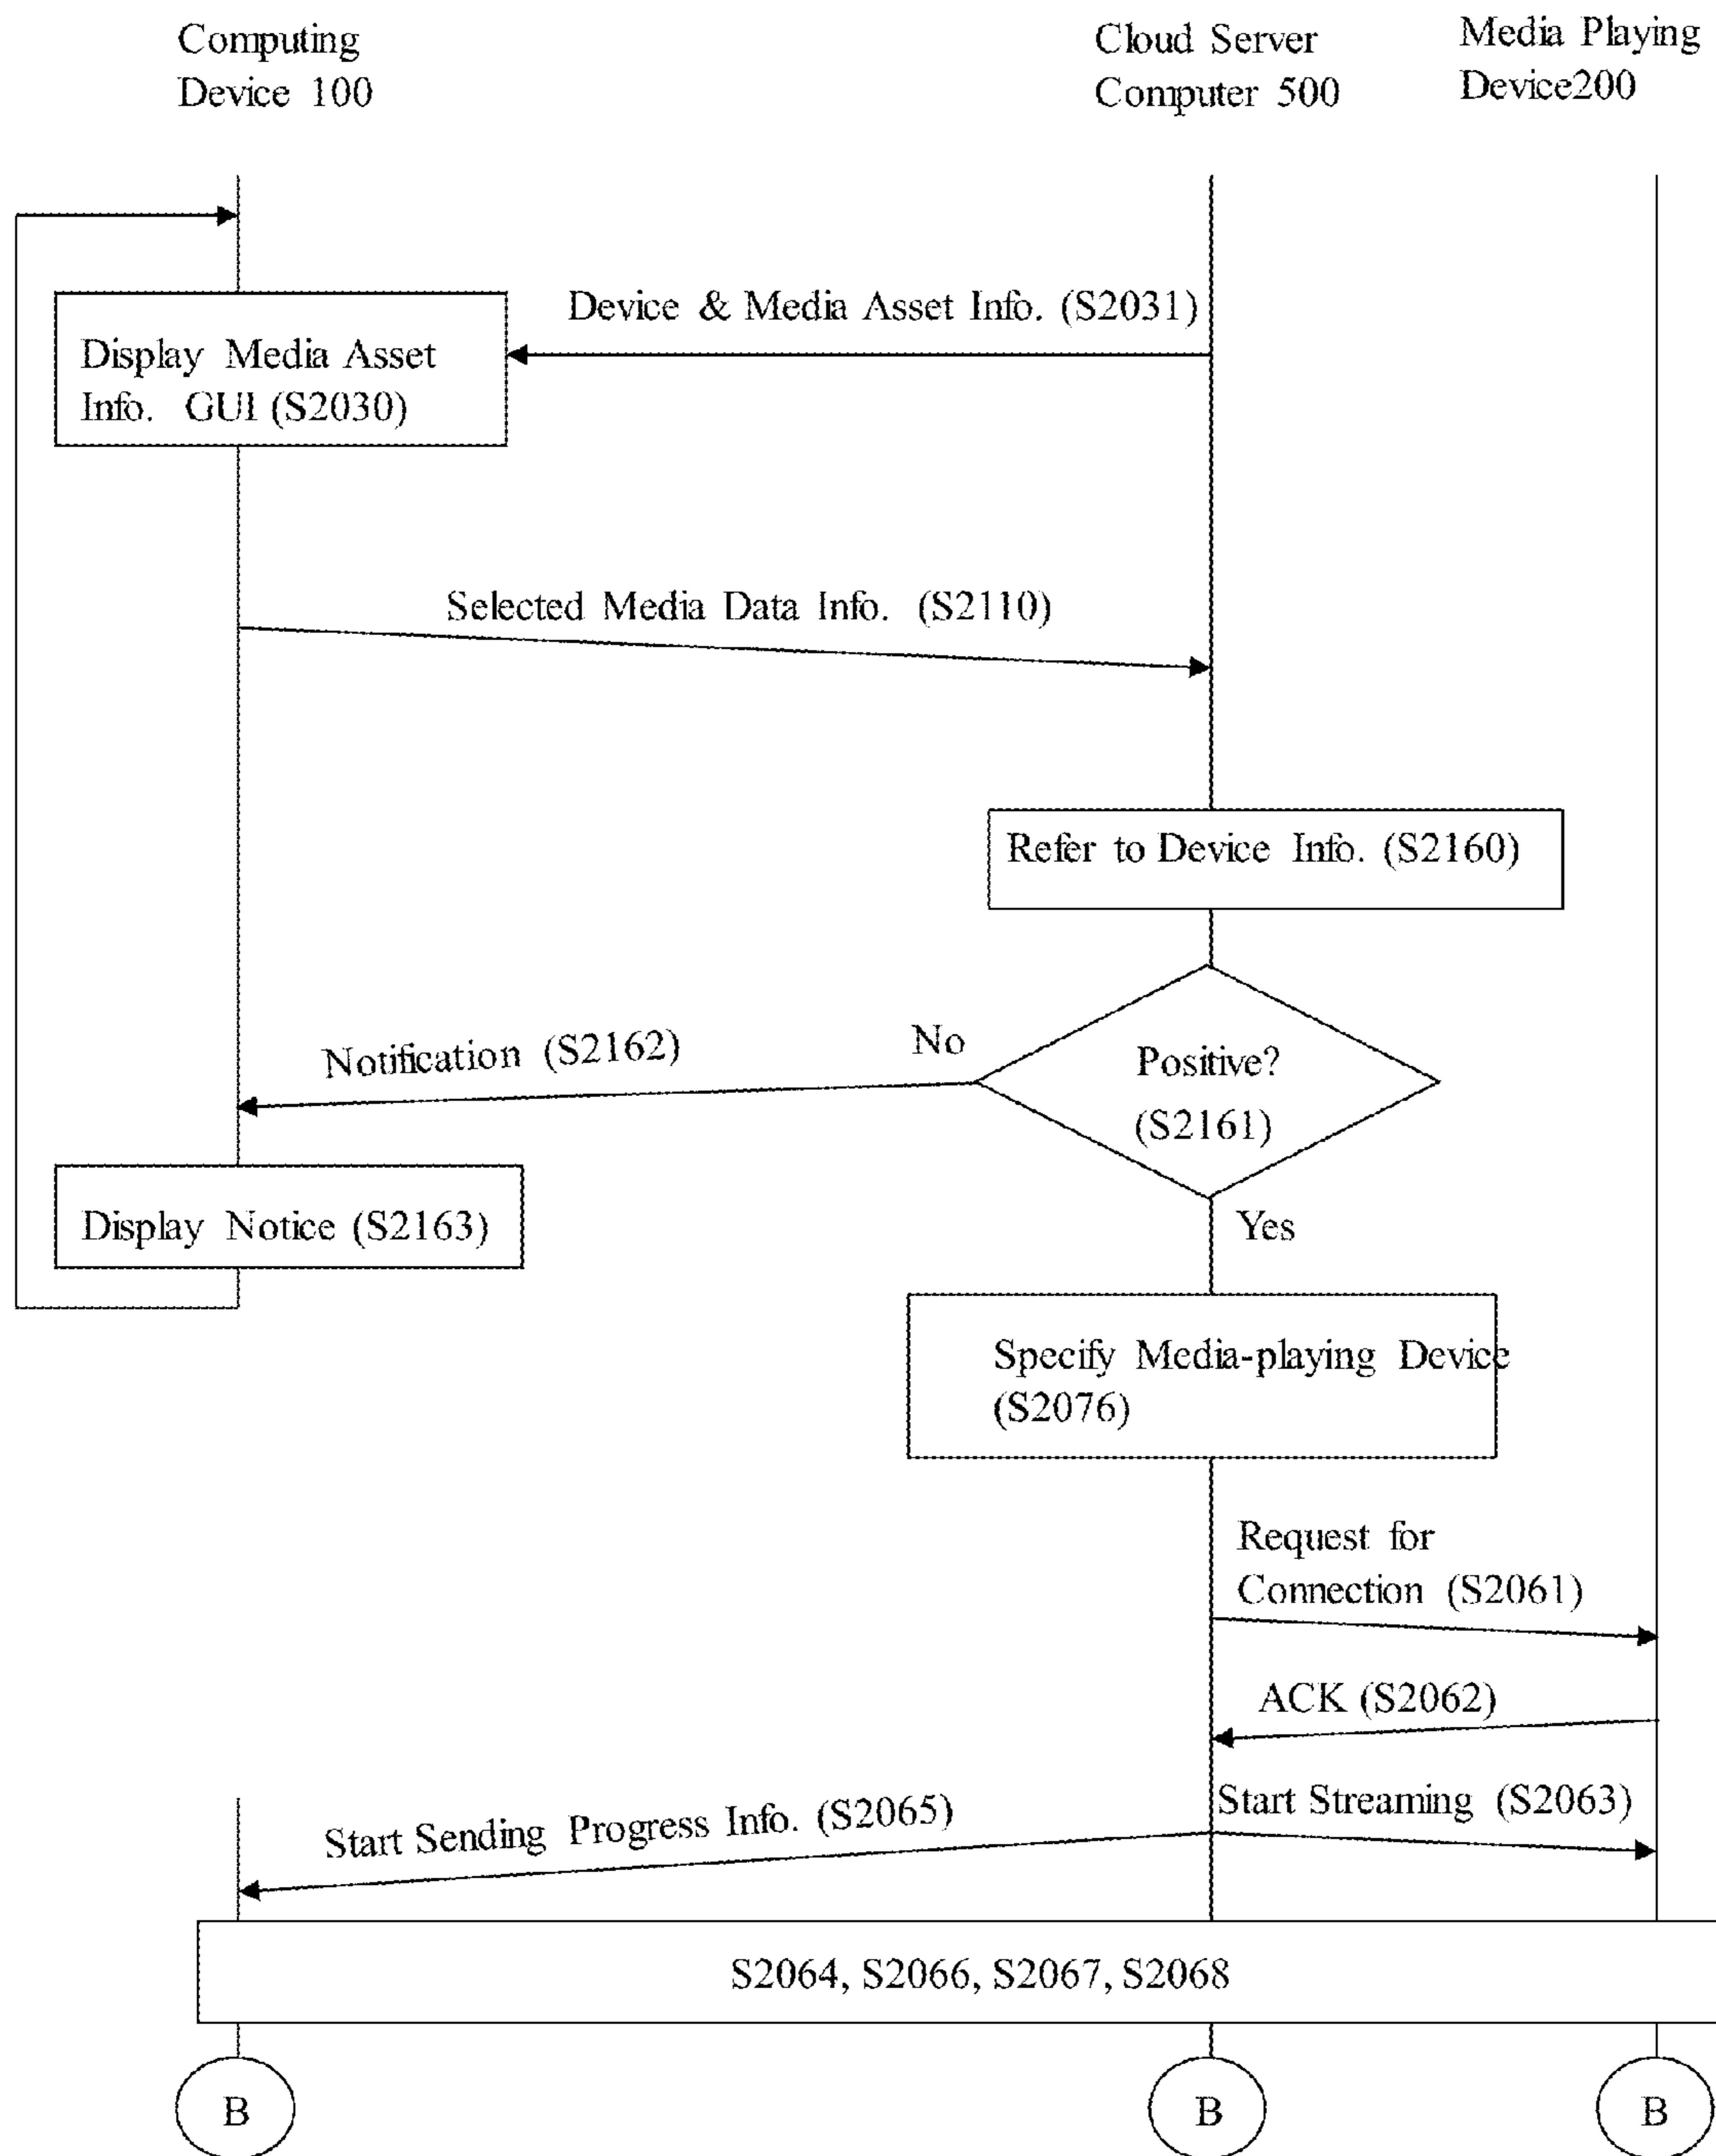 Computing
Device 100
Cloud Server
Computer 500
Media Playing
Device200
Device & Media Asset Info. (S2031)
Display Media Asset
Info. GUI (S2030)
Selected Media Data Info. (S2110)
Refer to Device Info. (S2160)
No
Notification (S2162)
Positive?
(S2161)
Display Notice (S2163)
Yes
Specify Media-playing Device
(S2076)
Request for
Connection (S2061)
ACK (S2062)
Start Streaming (S2063)
Start Sending Progress Info. (S2065)
S2064, S2066, S2067, S2068
B
B
B